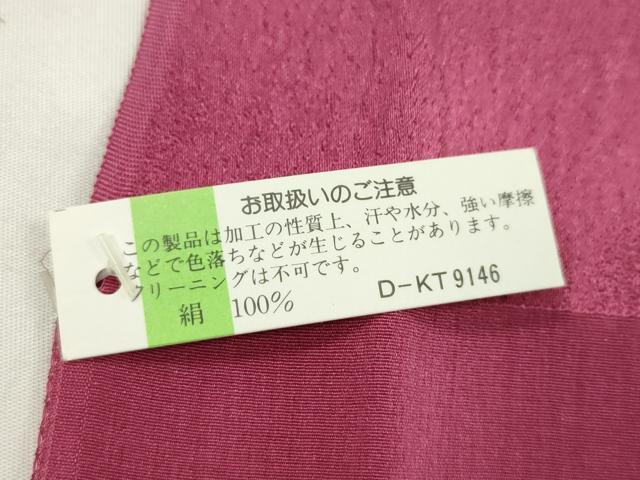 お取扱いのご注意
この製品は加工の性質上、汗や水分、強い摩擦
などで色落ちなどが生じることがあります。
クリーニングは不可です。
絹 100%
D-KT9146